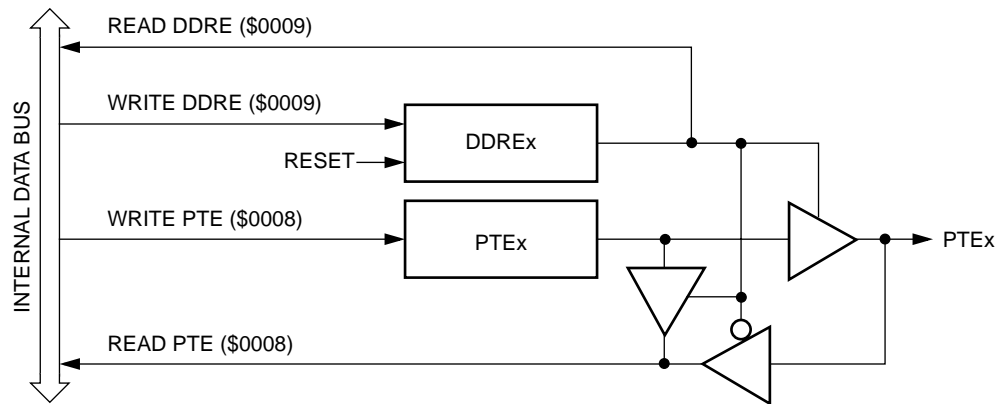 READ DDRE ($0009)
WRITE DDRE ($0009)
DDREx
RESET
WRITE PTE ($0008)
PTEx
PTEx
READ PTE ($0008)
INTERNAL DATA BUS